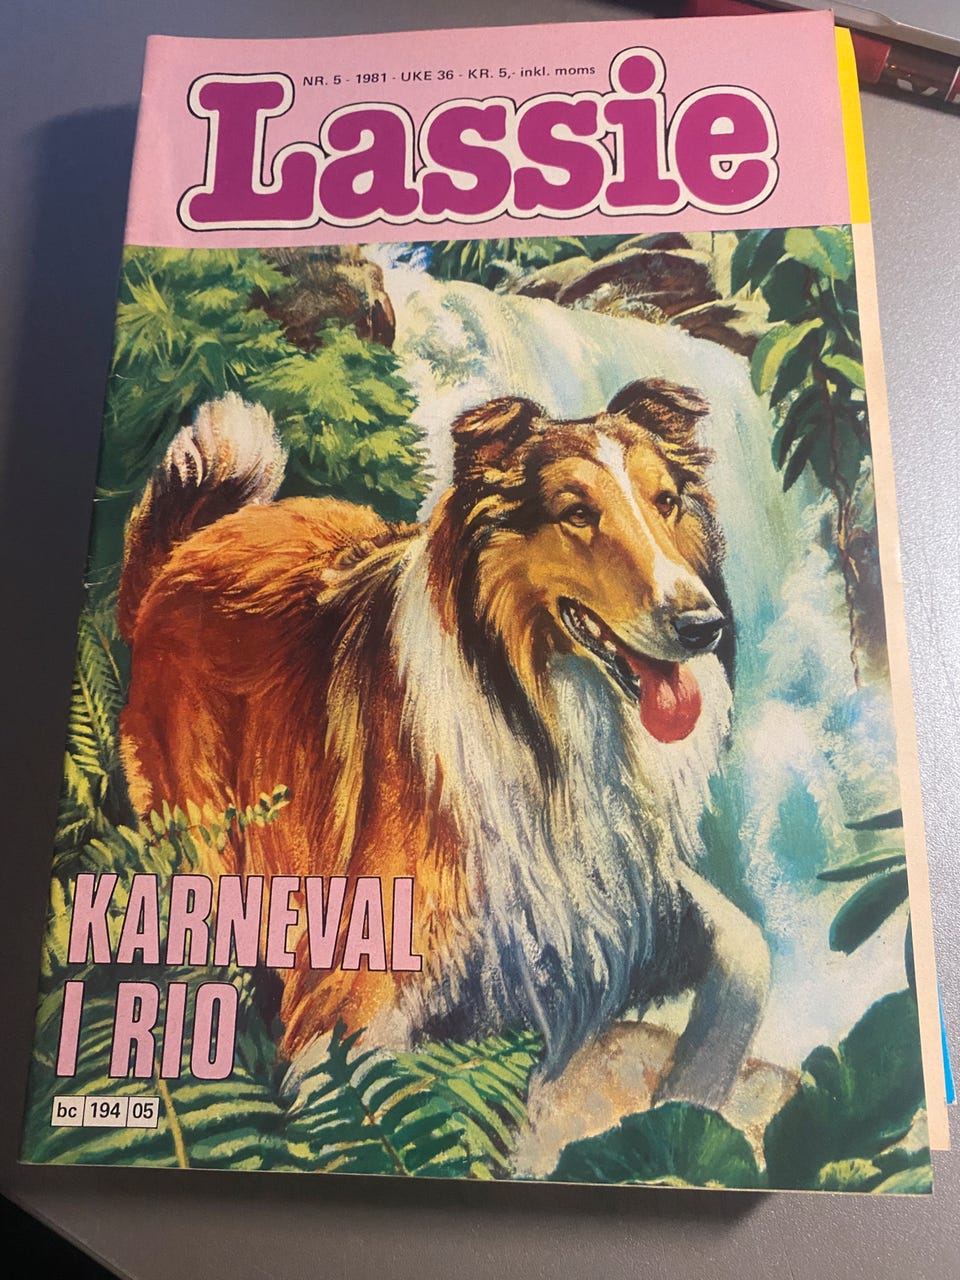 NR. 5 - 1981 - UKE 36 - KR. 5,- inkl. moms
Lassie
KARNEVAL
I RIO
bc 194 05